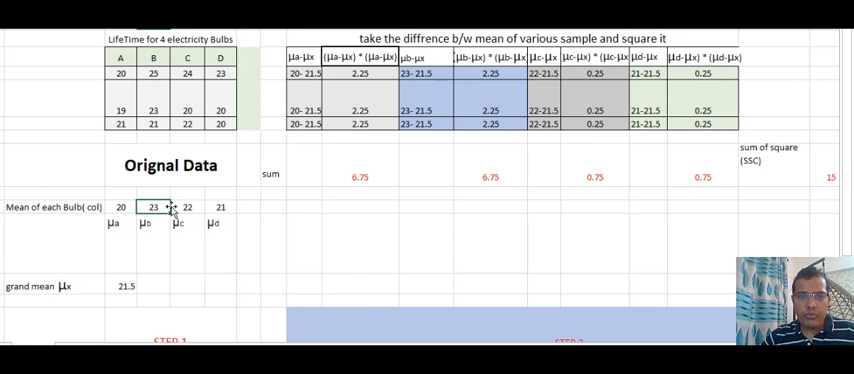 LifeTime for 4 electricity Bulbs
take the diffrence b/w mean of various sample and square it
A B C D
µa-µx (µa-µx) * (µa-µx) µb-µx (µb-µx) * (µb-µx µc-µx µc-µx) * (µc-µx µd-µx µd-µx) * (µd-µx)
20 25 24 23
20- 21.5 2.25 23- 21.5 2.25 22-21.5 0.25 21-21.5 0.25
19 23 20 20
20- 21.5 2.25 23- 21.5 2.25 22-21.5 0.25 21-21.5 0.25
21 21 22 20
20- 21.5 2.25 23- 21.5 2.25 22-21.5 0.25 21-21.5 0.25
sum of square
(SSC)
Orignal Data
sum 6.75 6.75 0.75 0.75 15
Mean of each Bulb( col) 20 23 22 21
µa µb µc µd
grand mean µx 21.5
STEP 1